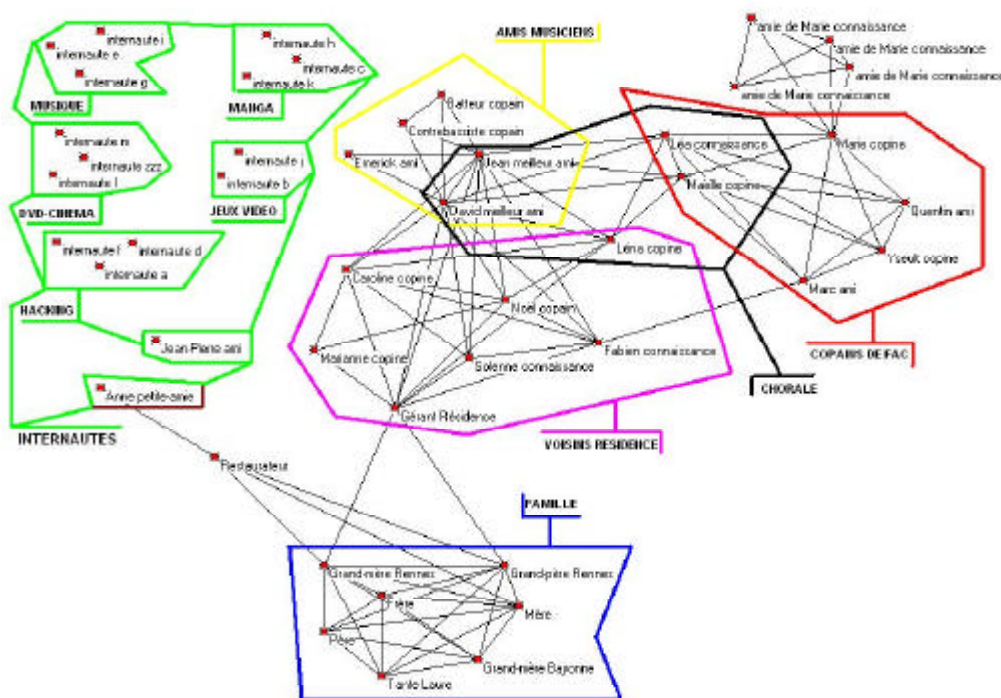 internaute i
internaute e
internaute g
MUSIQUE
internaute h
internaute c
internaute k
MANGA
internaute m
internaute zzz
internaute l
DVD-CINEMA
internaute j
internaute b
JEUX VIDEO
internaute f
internaute d
internaute a
HACKING
Jean-Pierre ami
Anne petite-amie
INTERNAUTES
Restaurateur
AMIS MUSICIENS
Batteur copain
Contrebassiste copain
Emerick ami
Jean meilleur ami
David meilleur ami
amie de Marie connaissance
amie de Marie connaissance
amie de Marie connaissance
amie de Marie connaissance
Léa connaissance
Marie copine
Maëlle copine
Quentin ami
Yseult copine
Marc ami
COPAINS DE FAC
CHORALE
Léna copine
Caroline copine
Noël copain
Marianne copine
Solenne connaissance
Fabien connaissance
Gérant Résidence
VOISINS RESIDENCE
FAMILLE
Grand-mère Rennes
Grand-père Rennes
Frère
Mère
Père
Grand-mère Bayonne
Tante Laure